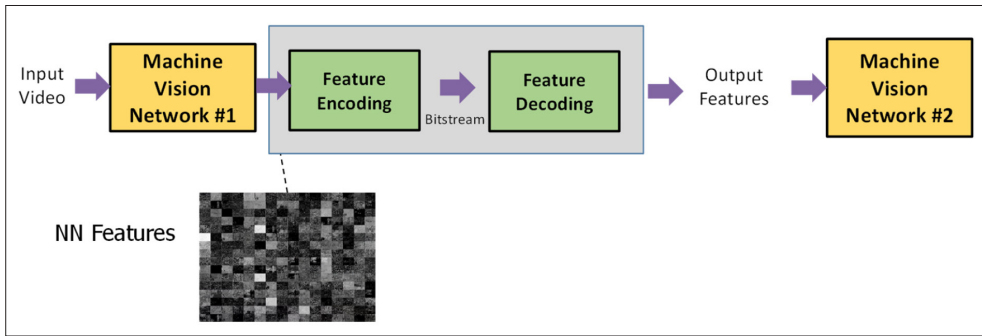 Input
Video
Machine
Vision
Network #1
Feature
Encoding
Bitstream
Feature
Decoding
Output
Features
Machine
Vision
Network #2
NN Features